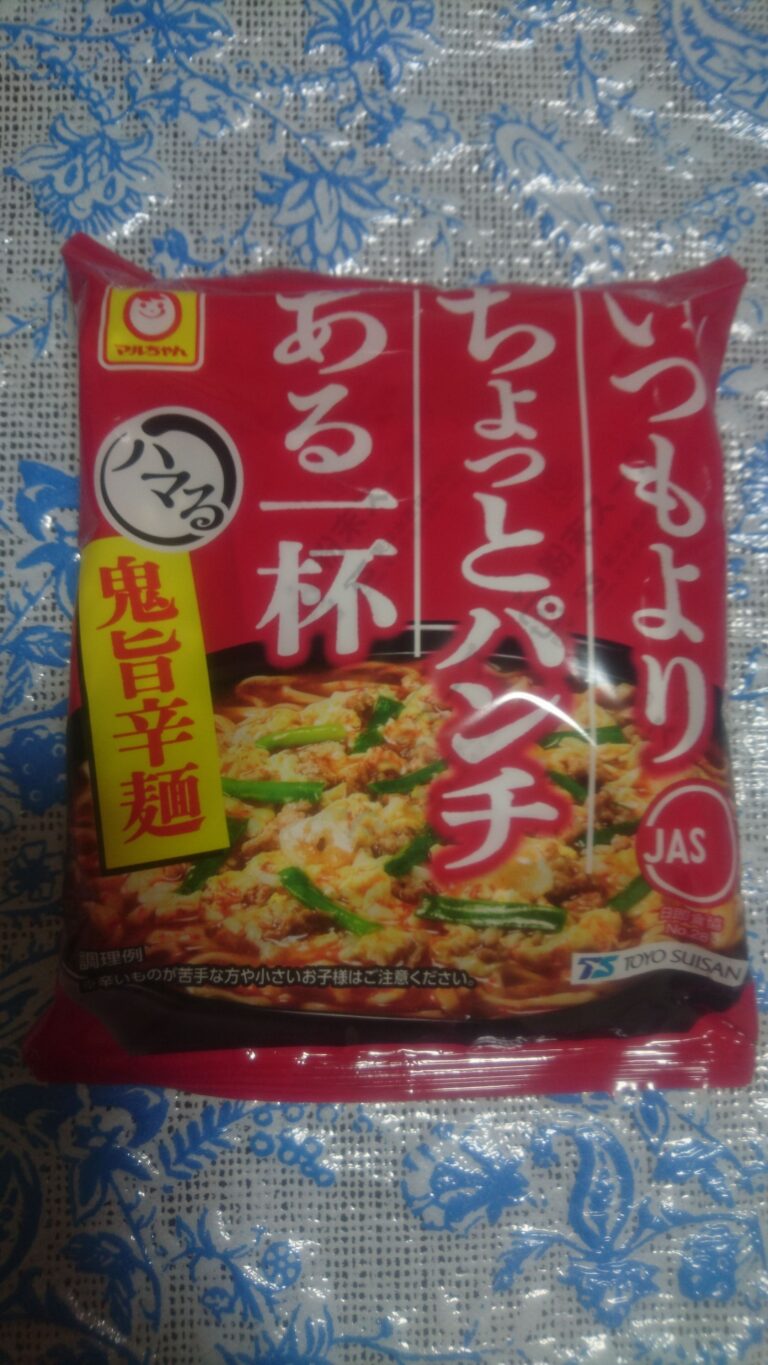 いつもより
ちょっとパンチ
ある一杯
マルちゃん
ハマる
鬼旨辛麺
JAS
調理例
※辛いものが苦手な方や小さいお子様はご注意ください。
TS TOYO SUISAN